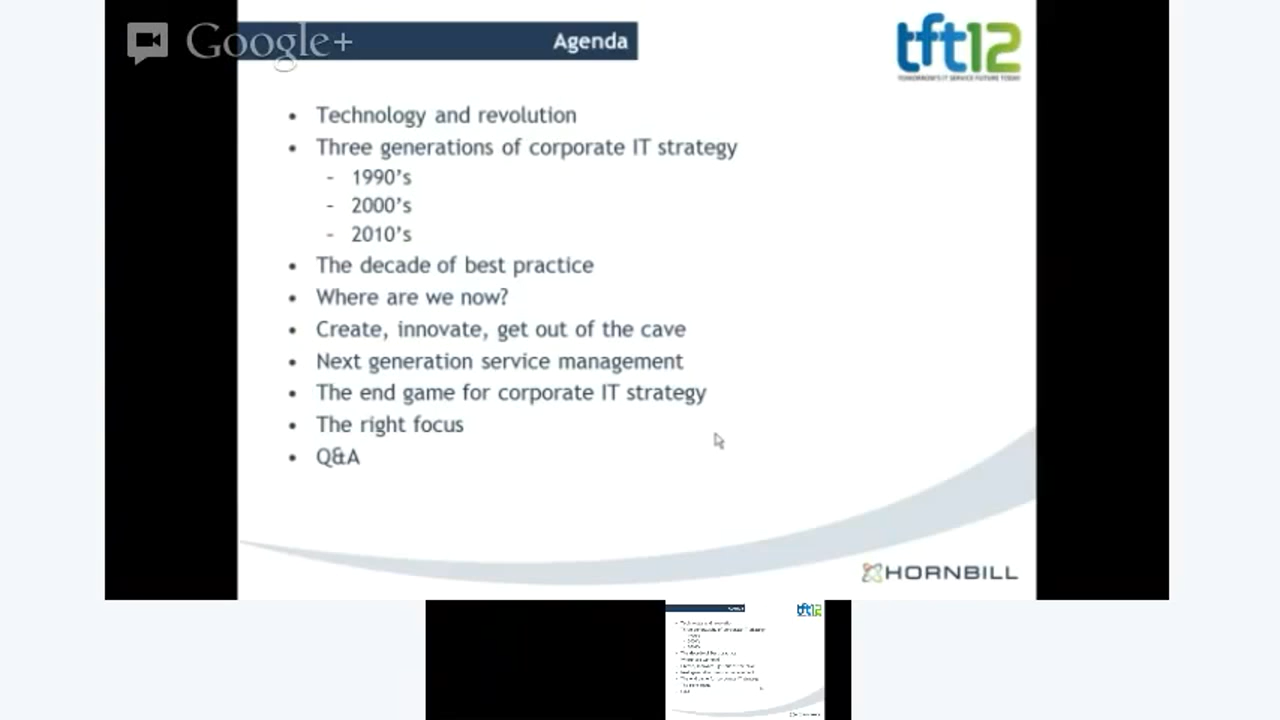 Google+
Agenda
tft12
TOMORROW'S IT SERVICE FUTURE TODAY
• Technology and revolution
• Three generations of corporate IT strategy
- 1990's
- 2000's
- 2010's
• The decade of best practice
• Where are we now?
• Create, innovate, get out of the cave
• Next generation service management
• The end game for corporate IT strategy
• The right focus
• Q&A
HORNBILL
tft12